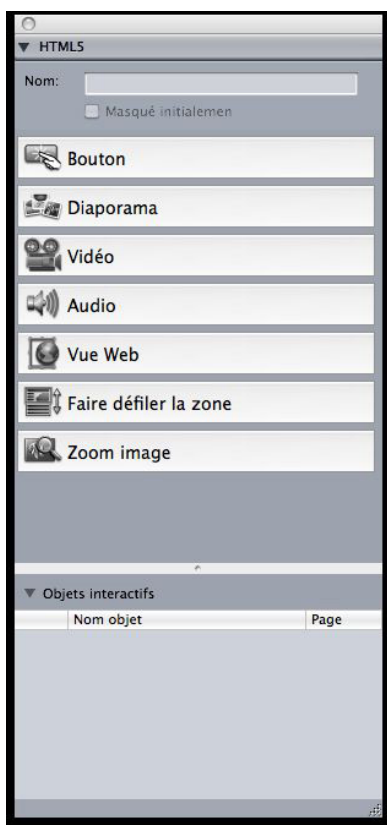 HTML5
Nom:
Masqué initialemen
Bouton
Diaporama
Vidéo
Audio
Vue Web
Faire défiler la zone
Zoom image
Objets interactifs
Nom objet Page